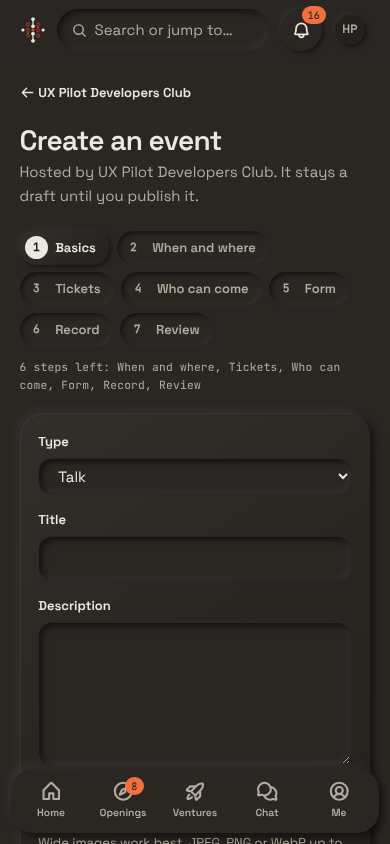 Search or jump to...
16
HP
← UX Pilot Developers Club
Create an event
Hosted by UX Pilot Developers Club. It stays a
draft until you publish it.
1 Basics
2 When and where
3 Tickets
4 Who can come
5 Form
6 Record
7 Review
6 steps left: When and where, Tickets, Who can
come, Form, Record, Review
Type
Talk
Title
Description
8
Home
Openings
Ventures
Chat
Me
Wide images work best. JPEG, PNG or WebP up to